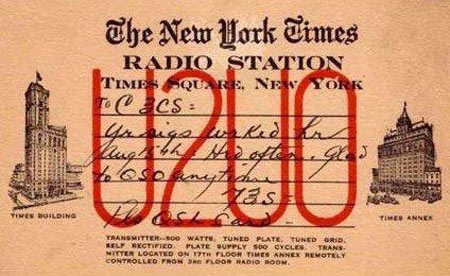 The New York Times
RADIO STATION
TIMES SQUARE, NEW YORK
U2UO
To C 3CS:
Yr sigs worked hr
Aug 15th. Hrd often. Glad
to QSO anytime
73s-
QSL Card -
TIMES BUILDING
TIMES ANNEX
TRANSMITTER—500 WATTS, TUNED PLATE, TUNED GRID,
SELF RECTIFIED. PLATE SUPPLY 500 CYCLES. TRANS-
MITTER LOCATED ON 17TH FLOOR TIMES ANNEX REMOTELY
CONTROLLED FROM 3RD FLOOR RADIO ROOM.